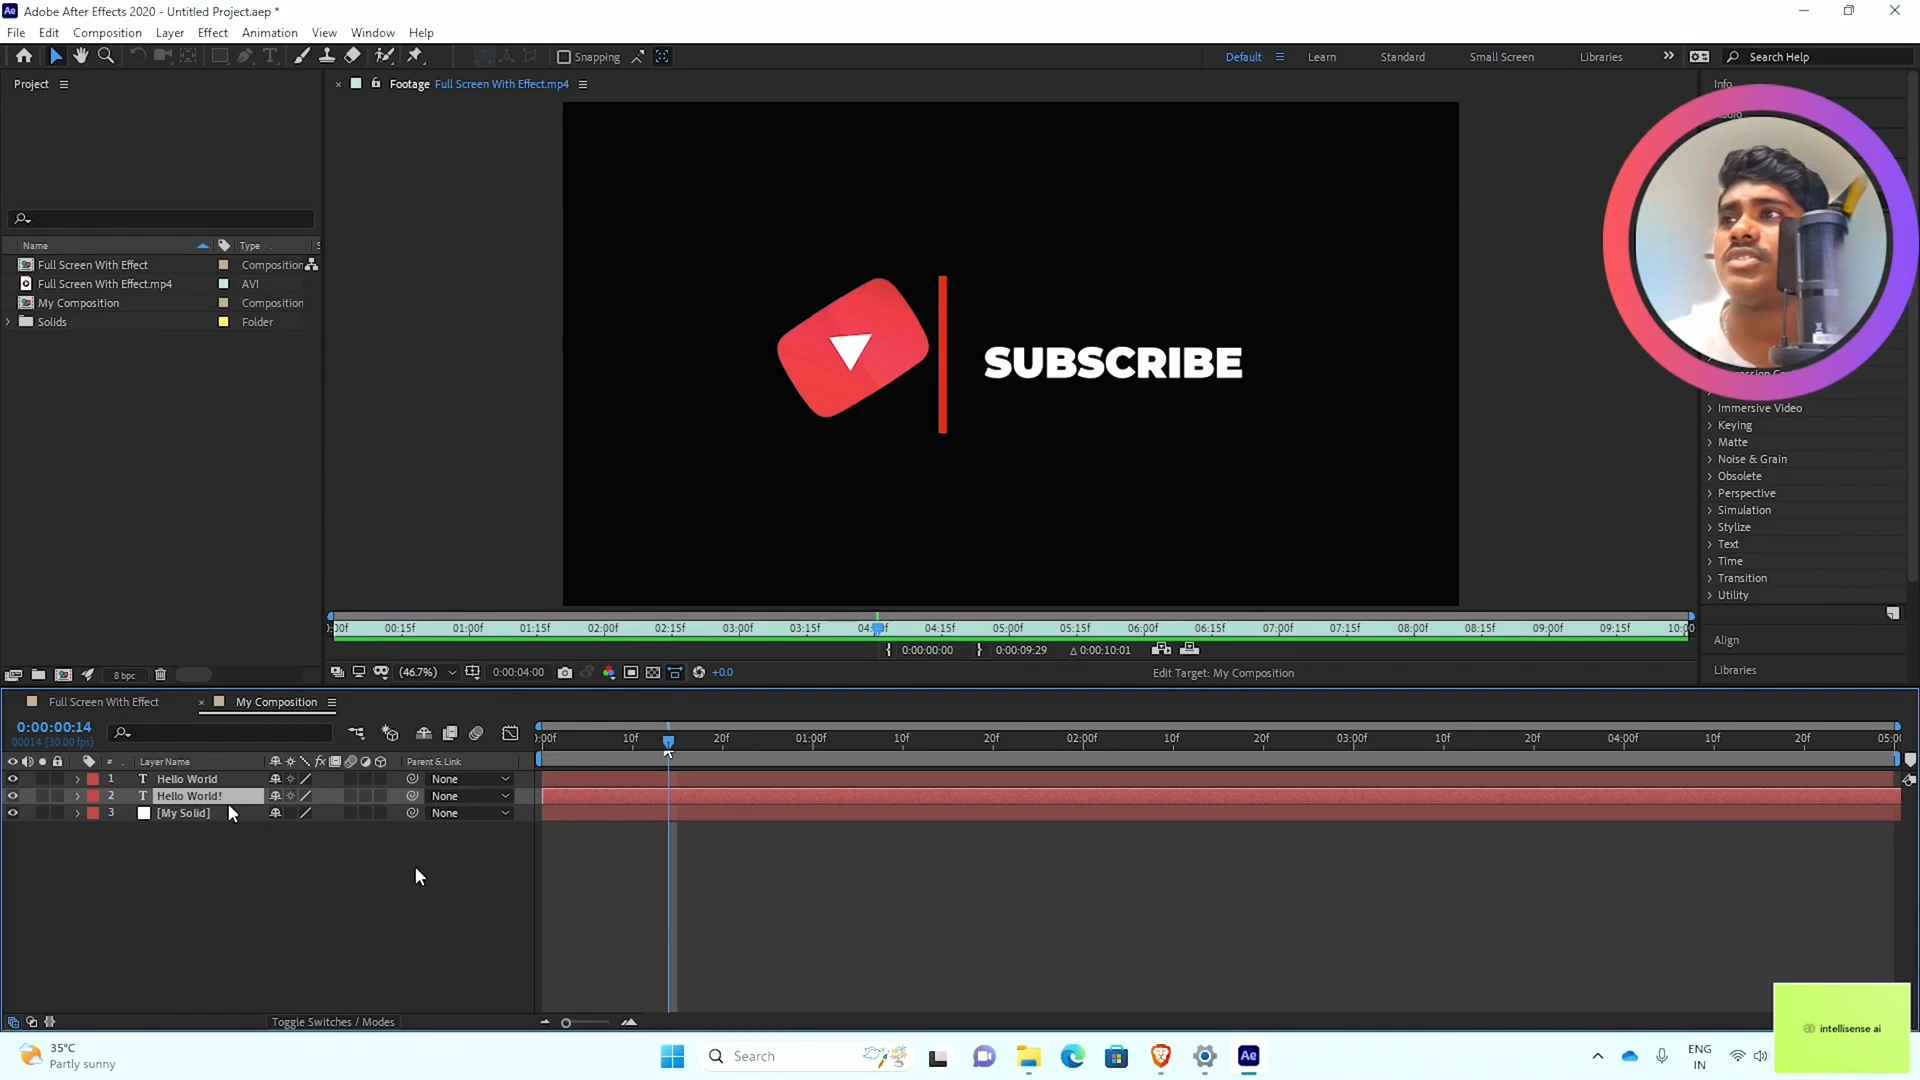 Adobe After Effects 2020 - Untitled Project.aep *
File Edit Composition Layer Effect Animation View Window Help
Snapping
Default Learn Standard Small Screen Libraries Search Help
Project
Footage Full Screen With Effect.mp4
Info
SUBSCRIBE
Name Type
Full Screen With Effect Composition
Full Screen With Effect.mp4 AVI
My Composition Composition
Solids Folder
Immersive Video
Keying
Matte
Noise & Grain
Obsolete
Perspective
Simulation
Stylize
Text
Time
Transition
Utility
Align
Libraries
00:15f 01:00f 01:15f 02:00f 02:15f 03:00f 03:15f 04:15f 05:00f 05:15f 06:00f 06:15f 07:00f 07:15f 08:00f 08:15f 09:00f 09:15f 10:00
0:00:00:00 0:00:09:29 Δ 0:00:10:01
8 bpc
(46.7%) 0:00:04:00 +0.0 Edit Target: My Composition
Full Screen With Effect My Composition
0:00:00:14
00014 (30.00 fps)
:00f 10f 20f 01:00f 10f 20f 02:00f 10f 20f 03:00f 10f 20f 04:00f 10f 20f 05:00
# Layer Name fx Parent & Link
1 T Hello World None
2 T Hello World! None
3 [My Solid] None
Toggle Switches / Modes
intellisense ai
35°C
Partly sunny
Search
Ae
ENG
IN